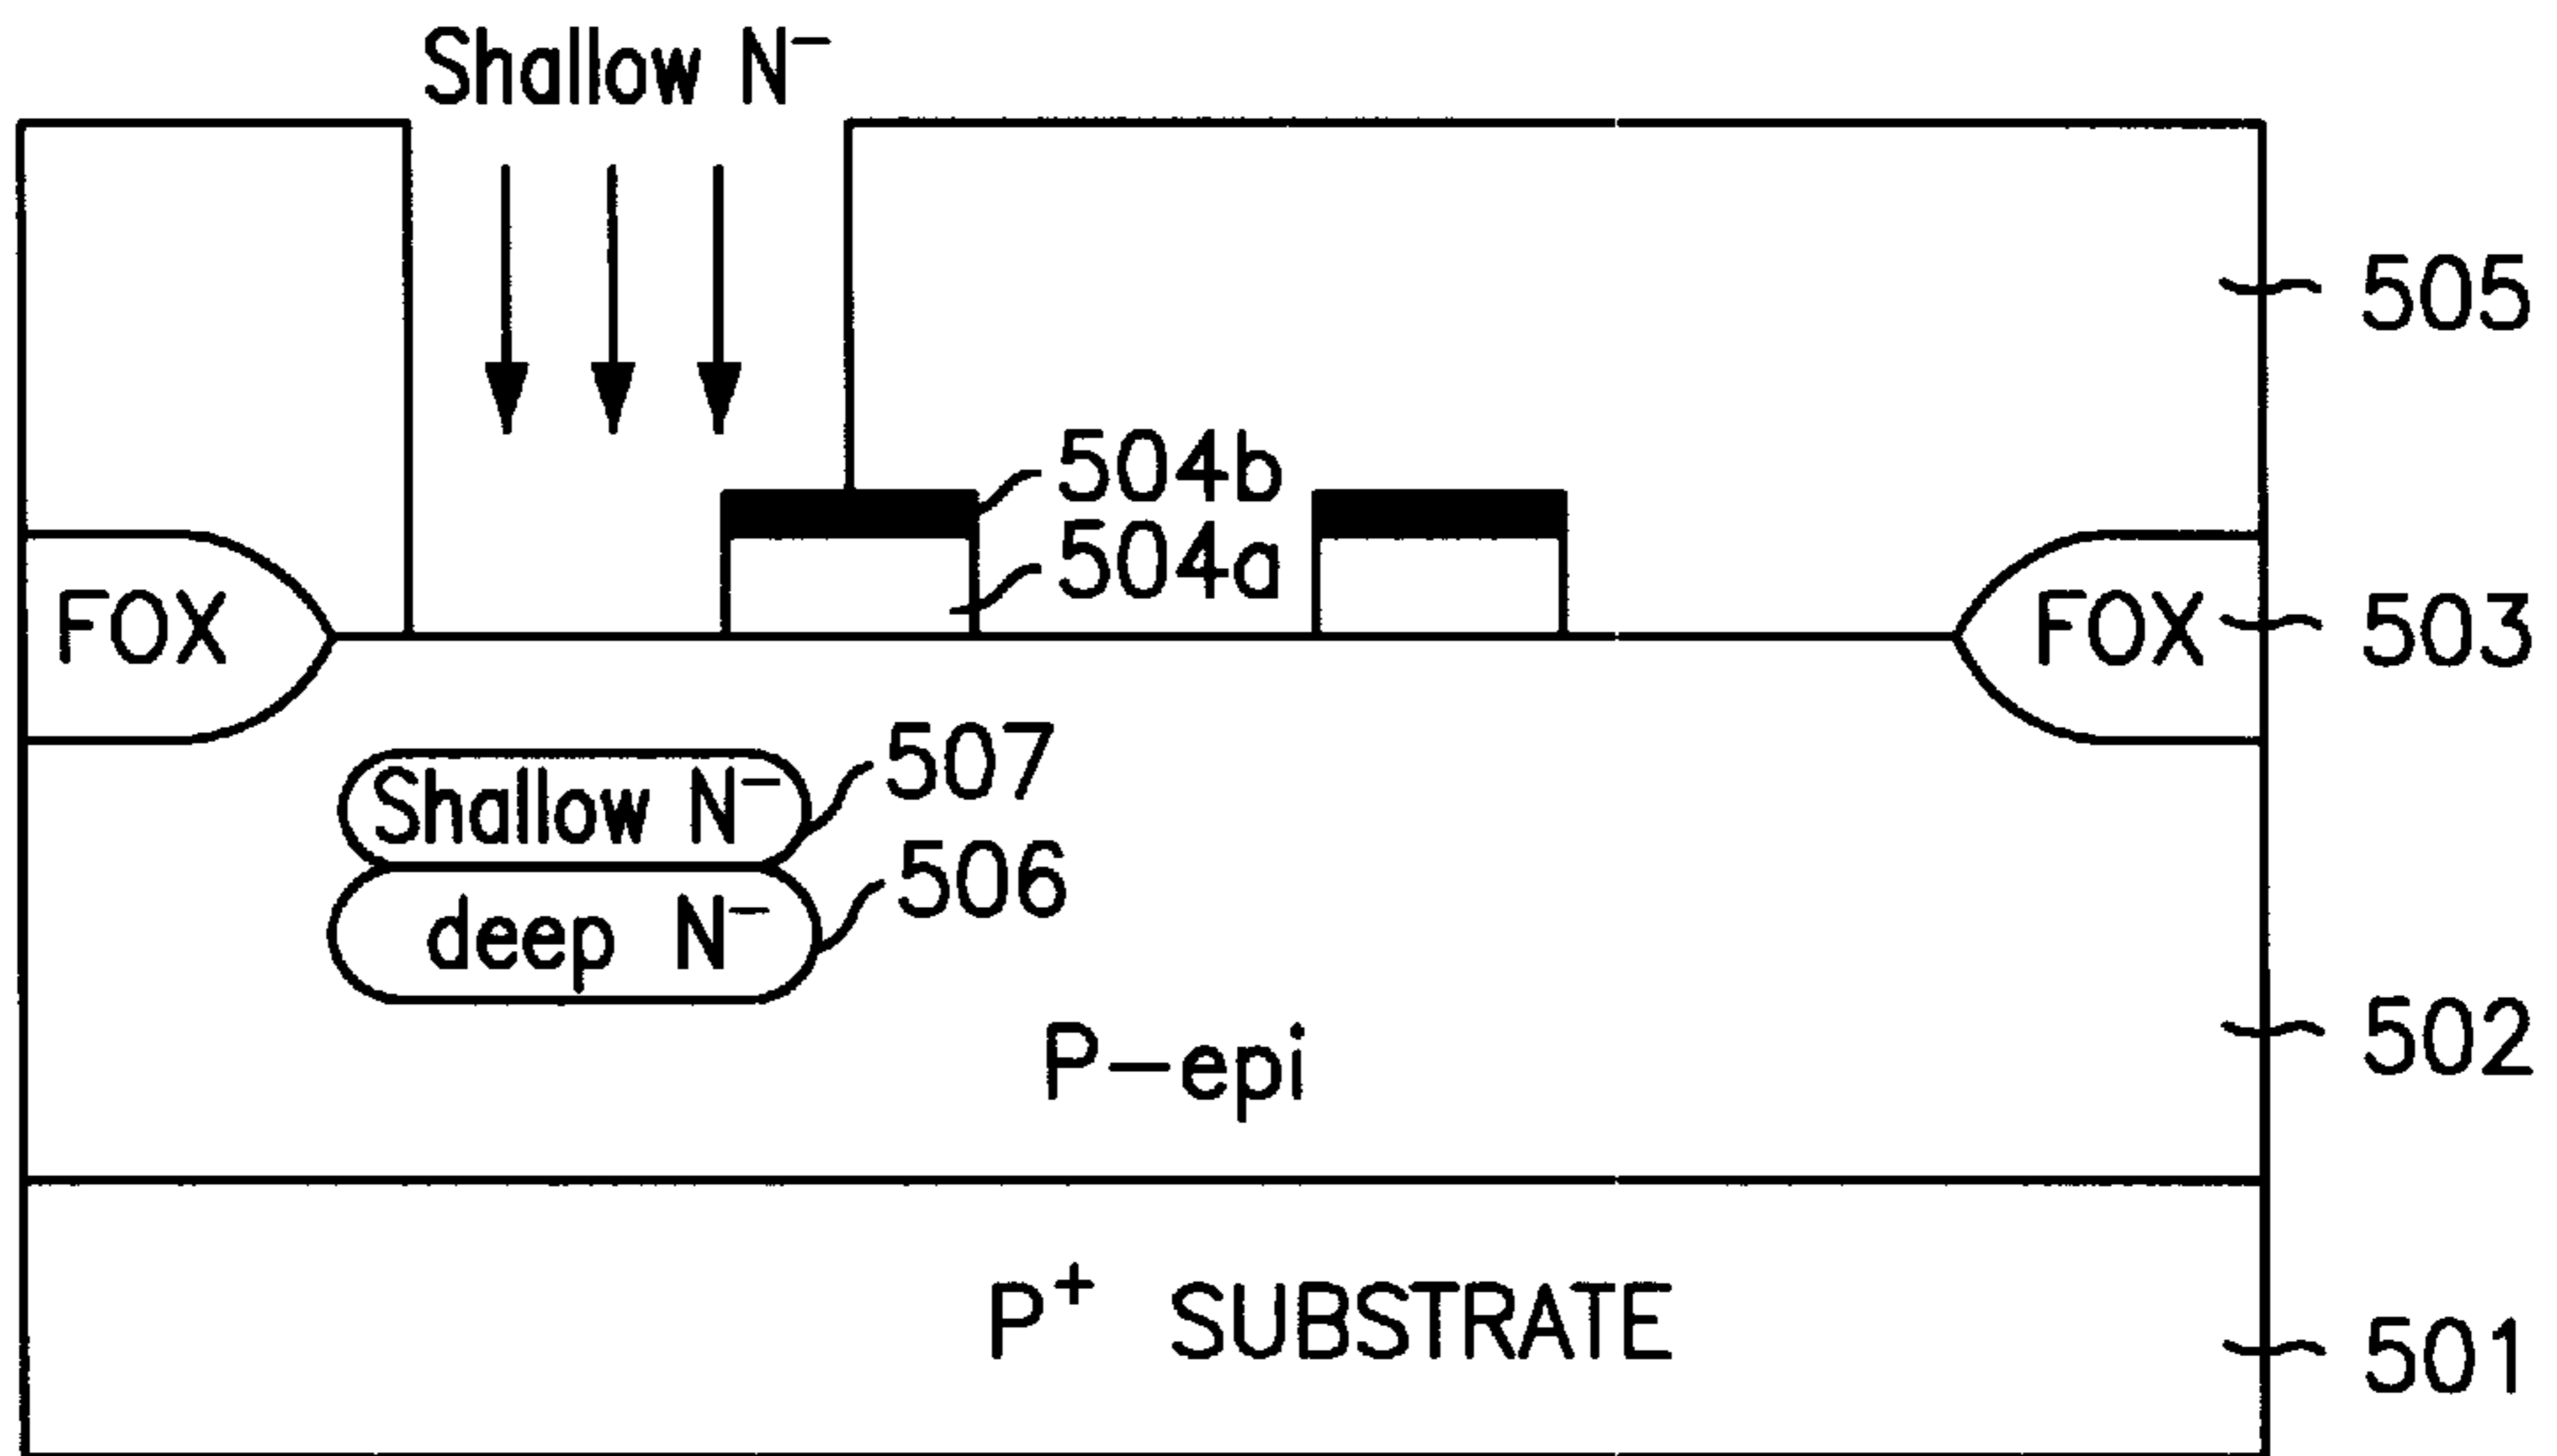 Shallow N⁻
505
504b
504a
FOX
FOX
503
Shallow N⁻
507
deep N⁻
506
P-epi
502
P⁺ SUBSTRATE
501